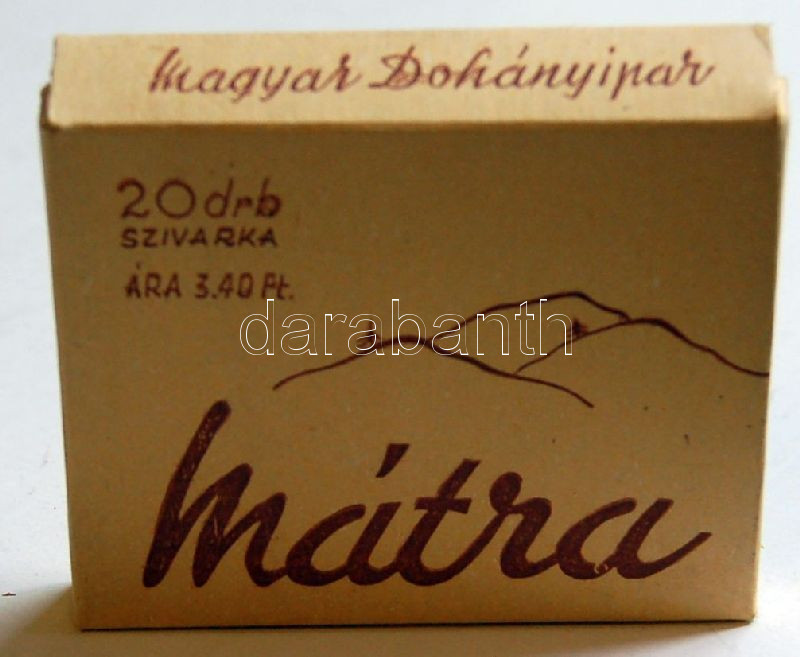 Magyar Dohányipar
20 drb
SZIVARKA
ÁRA 3.40 Ft.
darabanth
Mátra